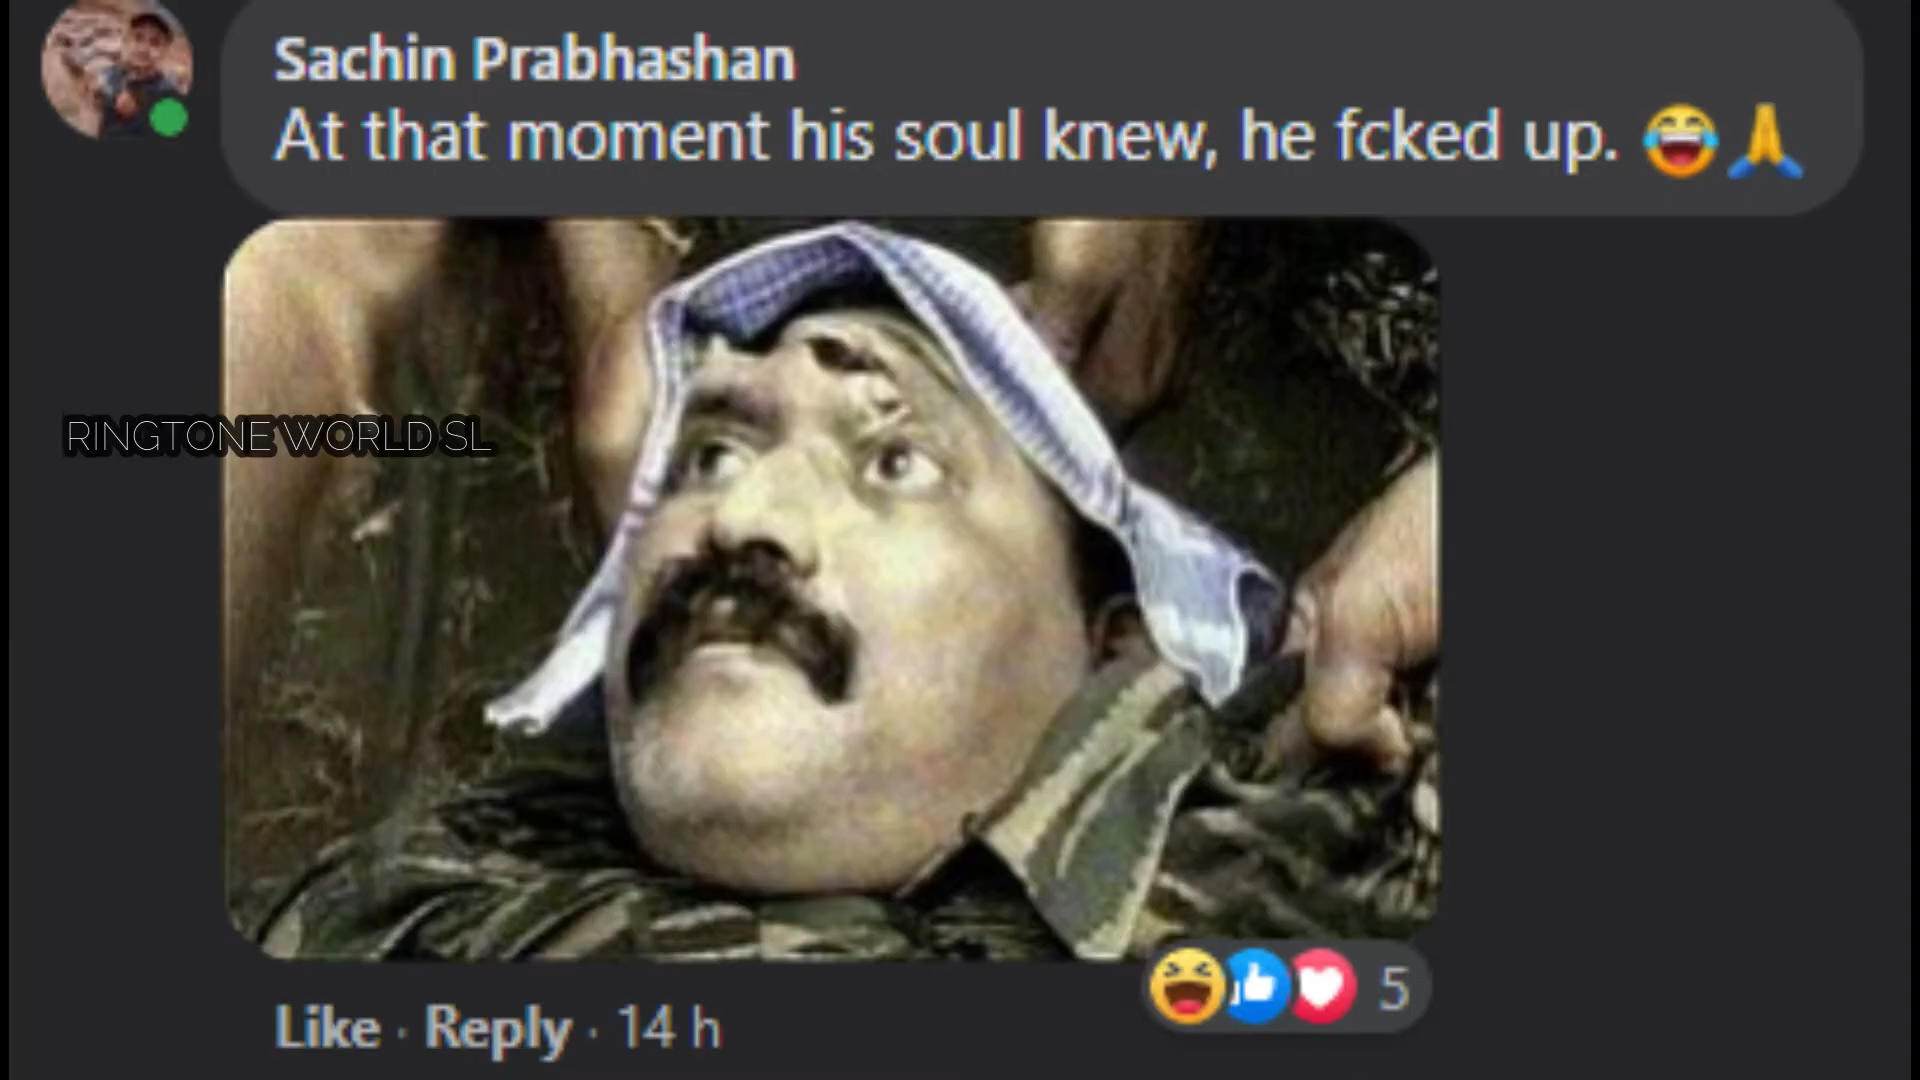 Sachin Prabhashan
At that moment his soul knew, he fcked up. 😂🙏
RINGTONE WORLD SL
5
Like · Reply · 14 h